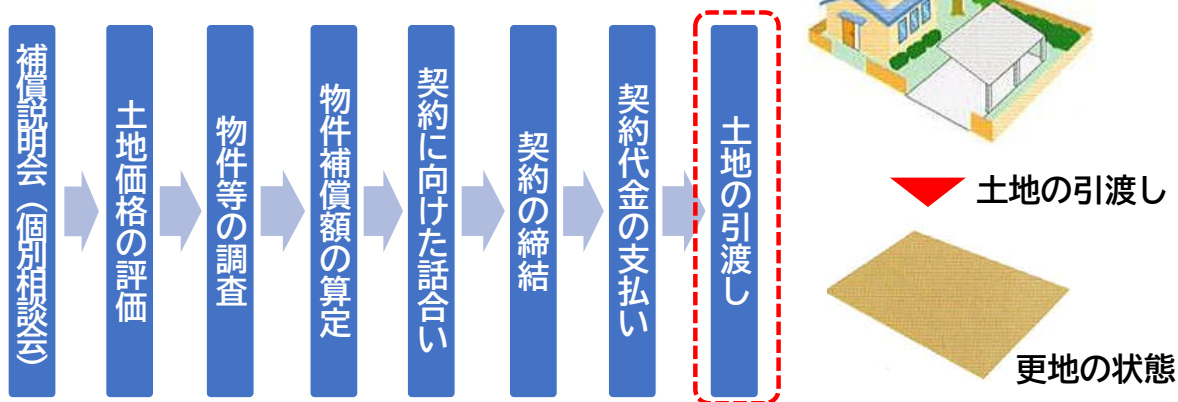 補償説明会（個別相談会）
土地価格の評価
物件等の調査
物件補償額の算定
契約に向けた話合い
契約の締結
契約代金の支払い
土地の引渡し
土地の引渡し
更地の状態